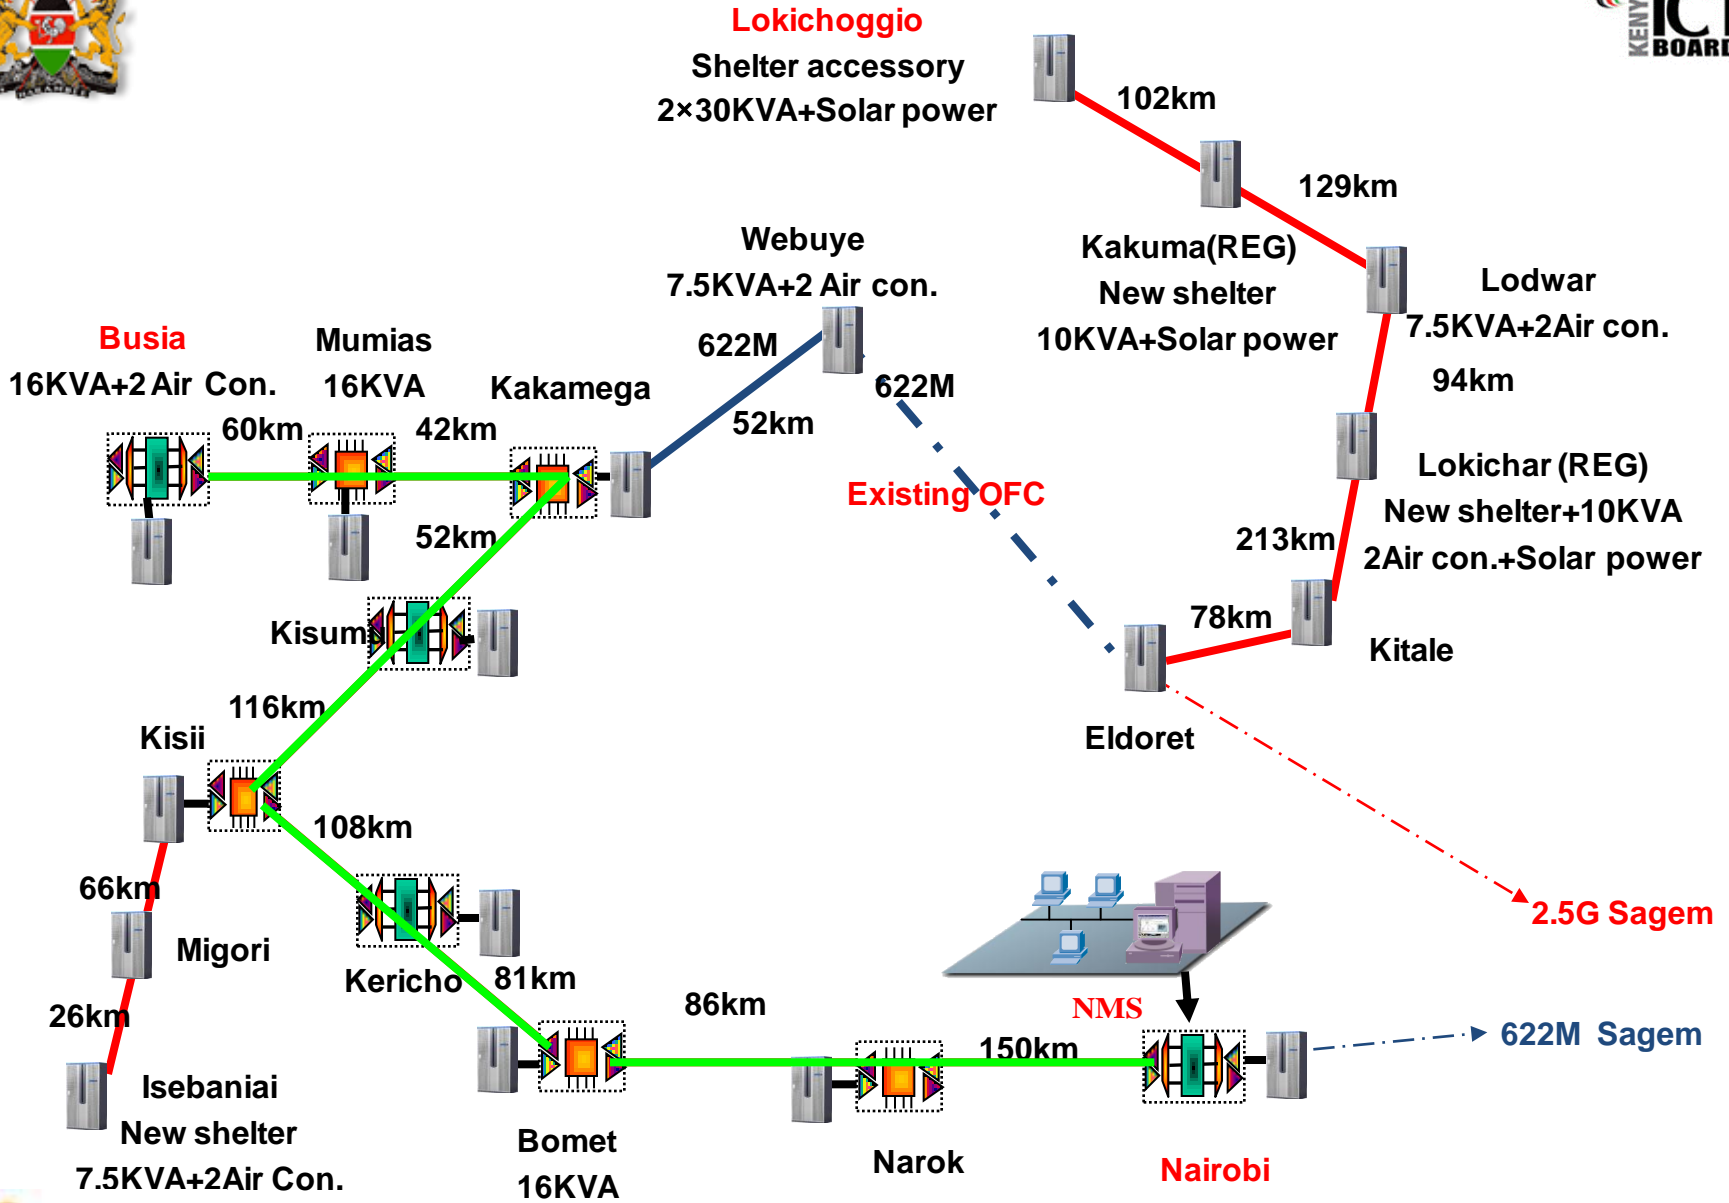 KENY
ICT
BOARD
HARAMBEE
Lokichoggio
Shelter accessory
2×30KVA+Solar power
102km
129km
Kakuma(REG)
New shelter
10KVA+Solar power
Lodwar
7.5KVA+2Air con.
94km
Lokichar (REG)
New shelter+10KVA
2Air con.+Solar power
213km
78km
Kitale
Eldoret
Webuye
7.5KVA+2 Air con.
622M
52km
622M
Existing OFC
Busia
16KVA+2 Air Con.
60km
Mumias
16KVA
42km
Kakamega
52km
Kisumu
116km
Kisii
108km
66km
Migori
26km
Isebaniai
New shelter
7.5KVA+2Air Con.
Kericho
81km
Bomet
16KVA
86km
Narok
150km
NMS
Nairobi
2.5G Sagem
622M Sagem